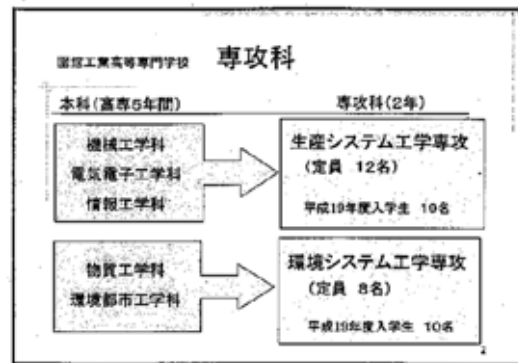 函館工業高等専門学校 専攻科
本科(高専5年間)
専攻科(2年)
機械工学科
電気電子工学科
情報工学科
生産システム工学専攻
(定員 12名)
平成19年度入学生 10名
物質工学科
環境都市工学科
環境システム工学専攻
(定員 8名)
平成19年度入学生 10名